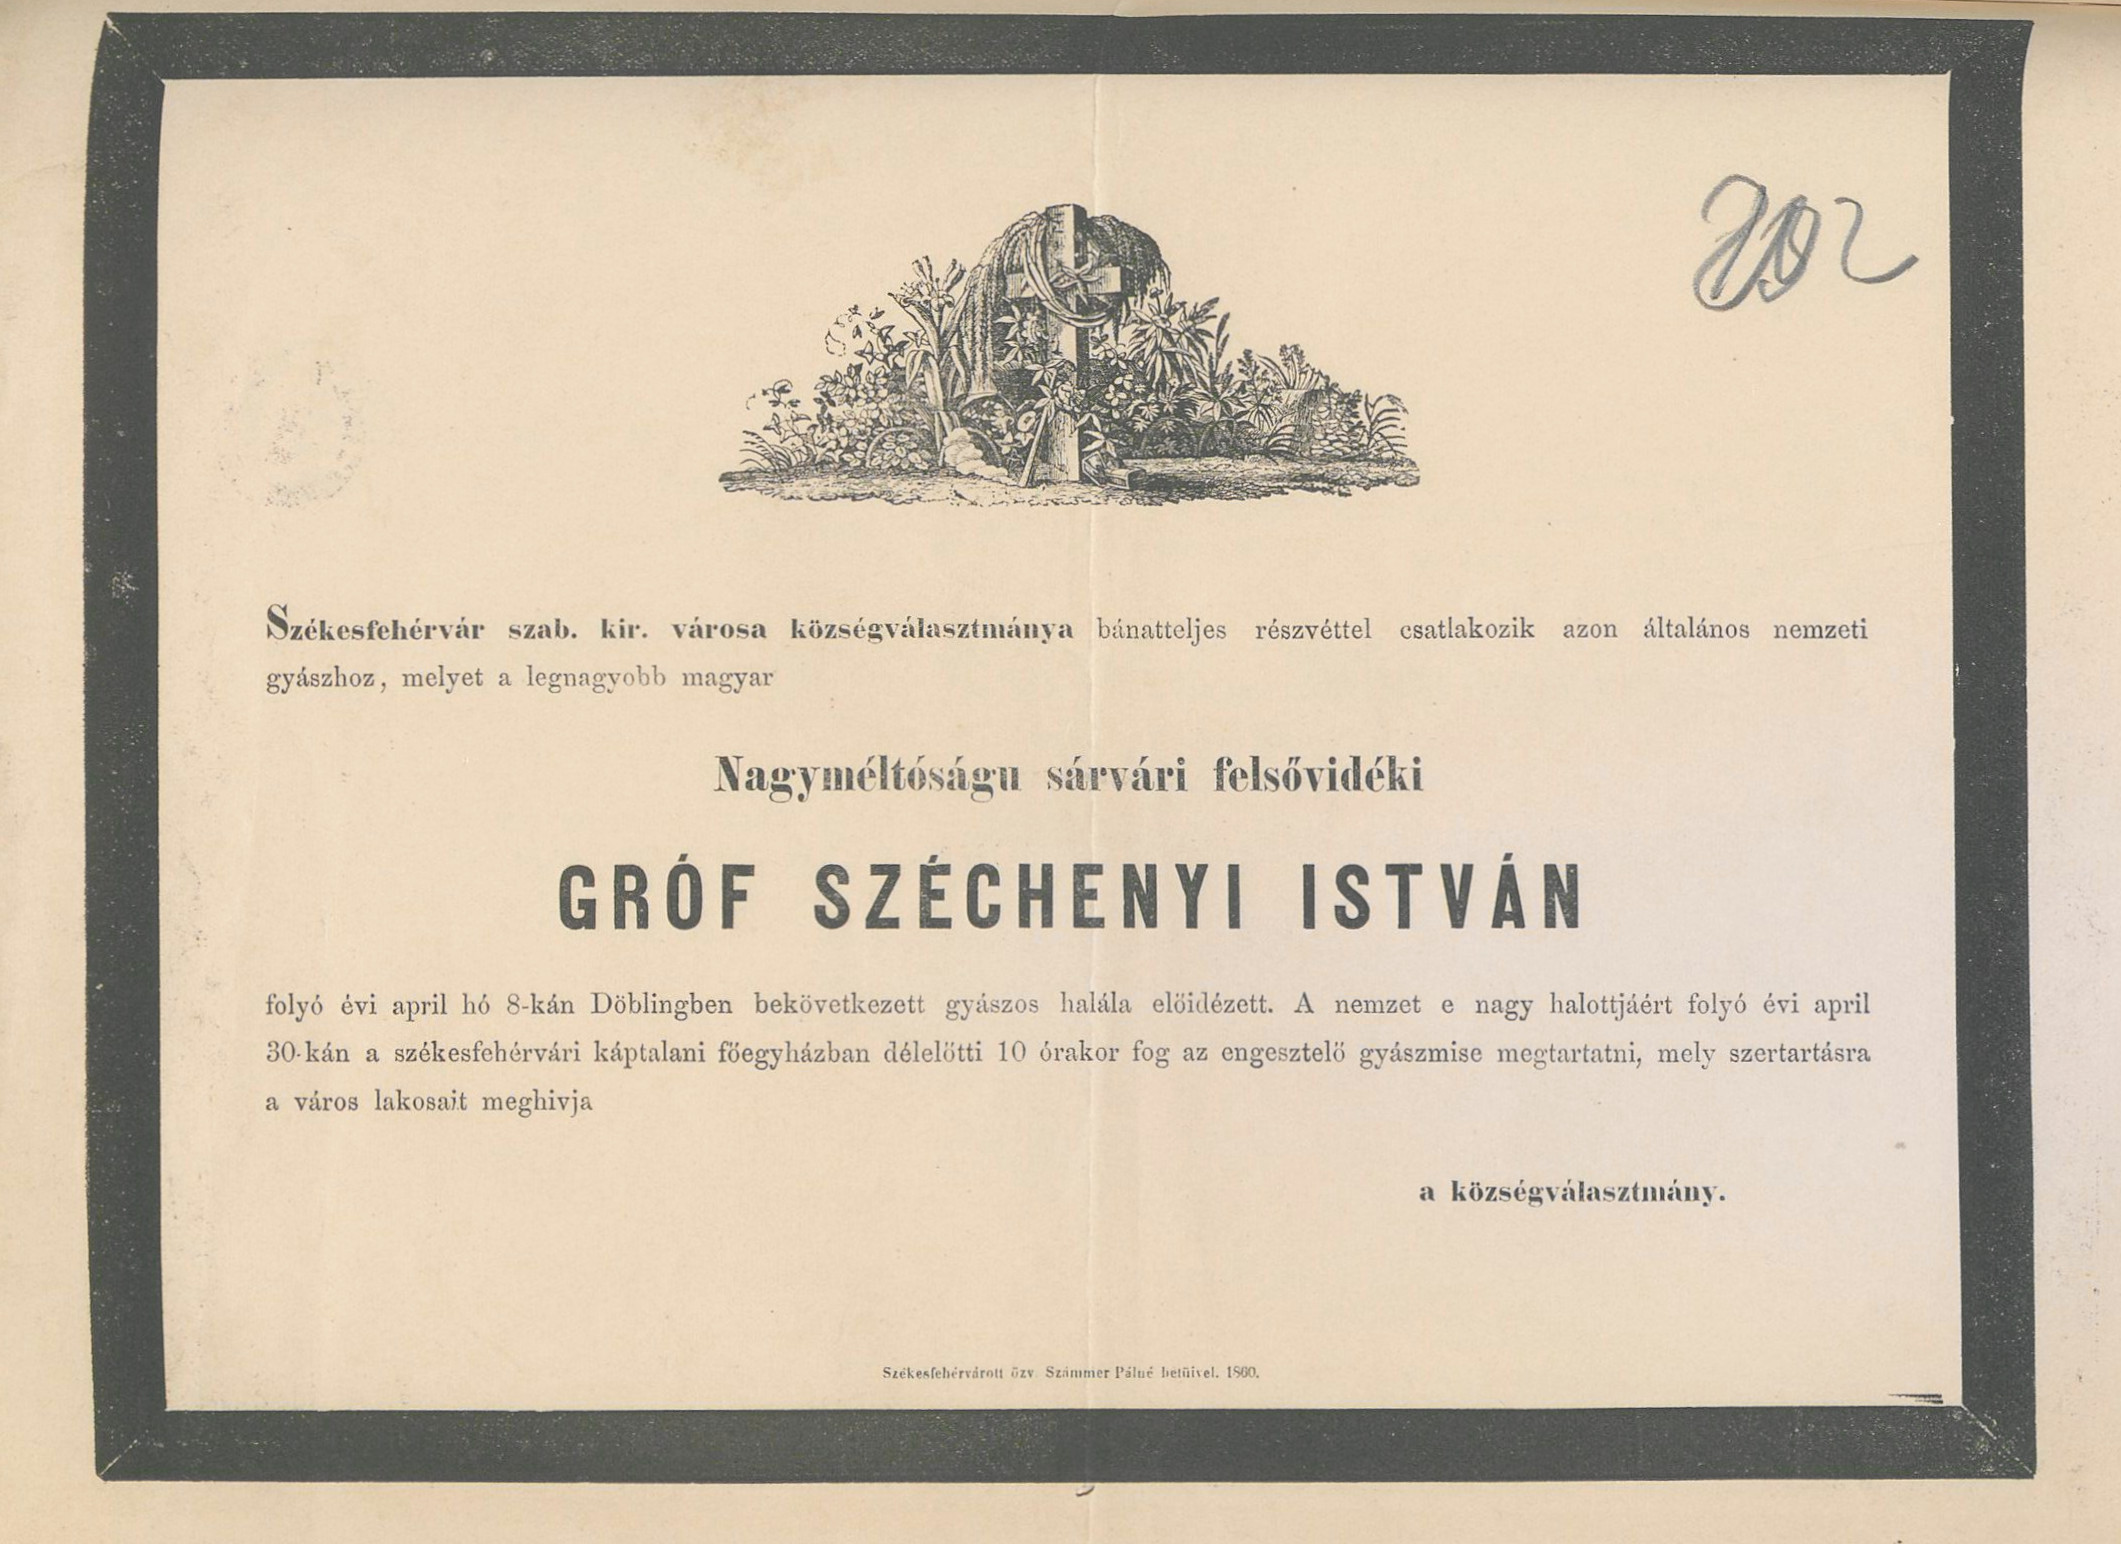 Székesfehérvár szab. kir. városa községválasztmánya bánatteljes részvéttel csatlakozik azon általános nemzeti
gyászhoz, melyet a legnagyobb magyar
Nagyméltóságu sárvári felsővidéki
GRÓF SZÉCHENYI ISTVÁN
folyó évi april hó 8-kán Döblingben bekövetkezett gyászos halála előidézett. A nemzet e nagy halottjáért folyó évi april
30-kán a székesfehérvári káptalani főegyházban délelőtti 10 órakor fog az engesztelő gyászmise megtartatni, mely szertartásra
a város lakosait meghivja
a községválasztmány.
Székesfehérvárott özv. Számmer Pálné betüivel. 1860.